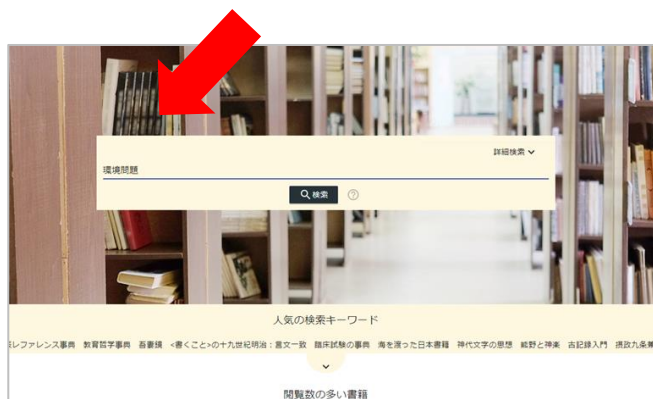 詳細検索
環境問題
検索 ?
人気の検索キーワード
レファレンス事典 教育哲学事典 吾妻鏡 <書くこと>の十九世紀明治：言文一致 臨床試験の事典 海を渡った日本書籍 神代文字の思想 熊野と神楽 古記録入門 摂政九条兼
閲覧数の多い書籍